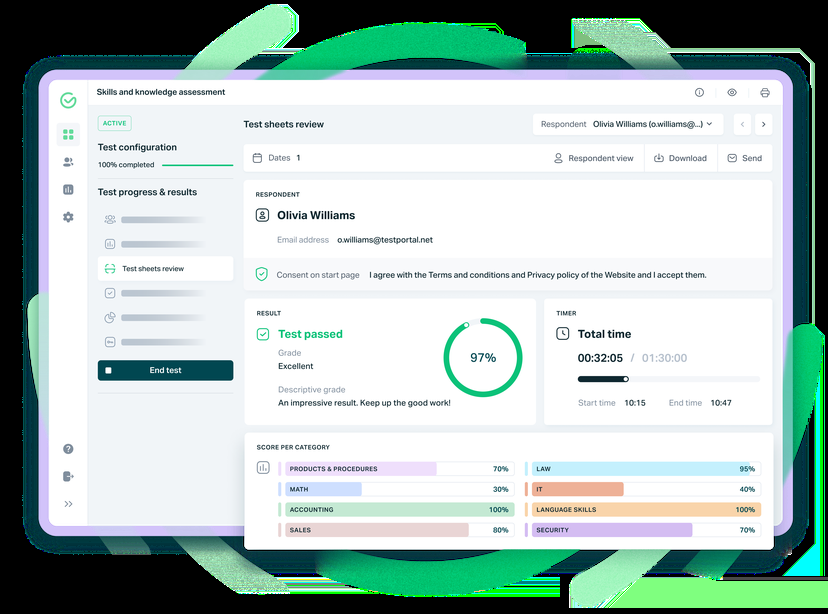 Skills and knowledge assessment
ACTIVE
Test configuration
100% completed
Test progress & results
Test sheets review
End test
Test sheets review
Respondent Olivia Williams (o.williams@...)
Dates 1
Respondent view
Download
Send
RESPONDENT
Olivia Williams
Email address o.williams@testportal.net
Consent on start page I agree with the Terms and conditions and Privacy policy of the Website and I accept them.
RESULT
Test passed
Grade
Excellent
Descriptive grade
An impressive result. Keep up the good work!
97%
TIMER
Total time
00:32:05 / 01:30:00
Start time 10:15 End time 10:47
SCORE PER CATEGORY
PRODUCTS & PROCEDURES 70%
MATH 30%
ACCOUNTING 100%
SALES 80%
LAW 95%
IT 40%
LANGUAGE SKILLS 100%
SECURITY 70%